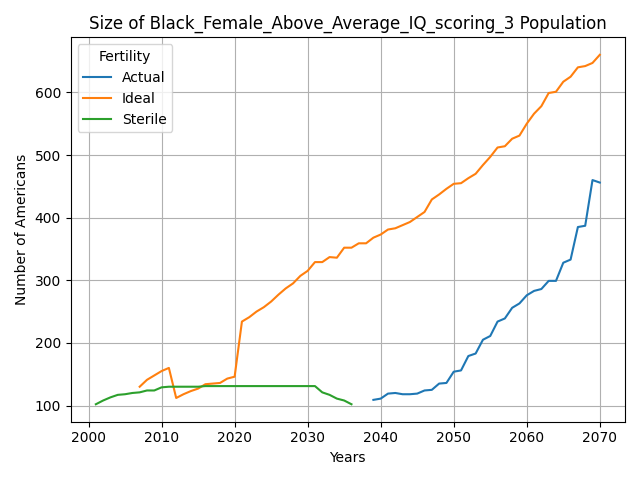 Size of Black_Female_Above_Average_IQ_scoring_3 Population
Fertility
Actual
Ideal
Sterile
Number of Americans
600
500
400
300
200
100
2000 2010 2020 2030 2040 2050 2060 2070
Years